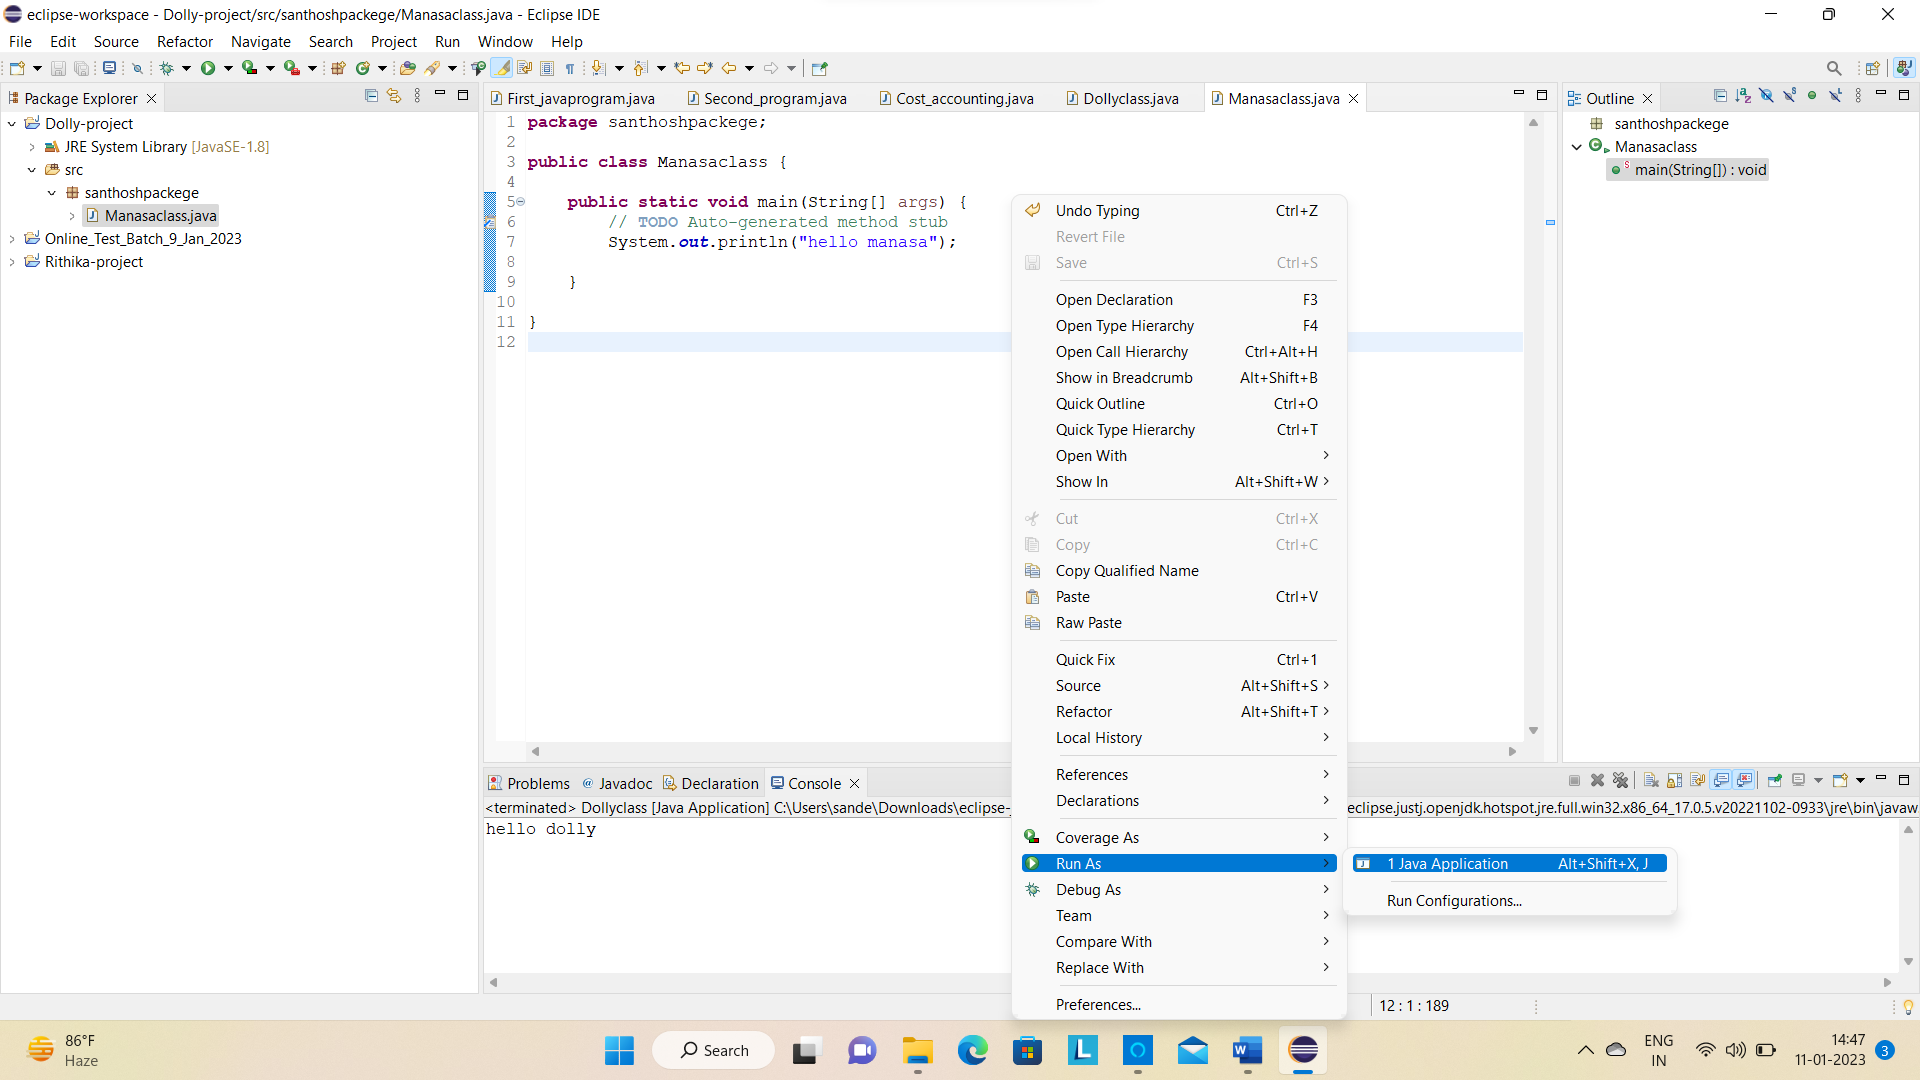 eclipse-workspace - Dolly-project/src/santhoshpackege/Manasaclass.java - Eclipse IDE
File Edit Source Refactor Navigate Search Project Run Window Help
Package Explorer
Dolly-project
JRE System Library [JavaSE-1.8]
src
santhoshpackege
Manasaclass.java
Online_Test_Batch_9_Jan_2023
Rithika-project
First_javaprogram.java Second_program.java Cost_accounting.java Dollyclass.java Manasaclass.java
1 package santhoshpackege;
2
3 public class Manasaclass {
4
5 public static void main(String[] args) {
6 // TODO Auto-generated method stub
7 System.out.println("hello manasa");
8
9 }
10
11 }
12
Undo Typing Ctrl+Z
Revert File
Save Ctrl+S
Open Declaration F3
Open Type Hierarchy F4
Open Call Hierarchy Ctrl+Alt+H
Show in Breadcrumb Alt+Shift+B
Quick Outline Ctrl+O
Quick Type Hierarchy Ctrl+T
Open With
Show In Alt+Shift+W
Cut Ctrl+X
Copy Ctrl+C
Copy Qualified Name
Paste Ctrl+V
Raw Paste
Quick Fix Ctrl+1
Source Alt+Shift+S
Refactor Alt+Shift+T
Local History
References
Declarations
Coverage As
Run As
Debug As
Team
Compare With
Replace With
Preferences...
1 Java Application Alt+Shift+X, J
Run Configurations...
Outline
santhoshpackege
Manasaclass
main(String[]) : void
Problems Javadoc Declaration Console
<terminated> Dollyclass [Java Application] C:\Users\sande\Downloads\eclipse- eclipse.justj.openjdk.hotspot.jre.full.win32.x86_64_17.0.5.v20221102-0933\jre\bin\javaw
hello dolly
12 : 1 : 189
86°F
Haze
Search
ENG
IN
14:47
11-01-2023
3